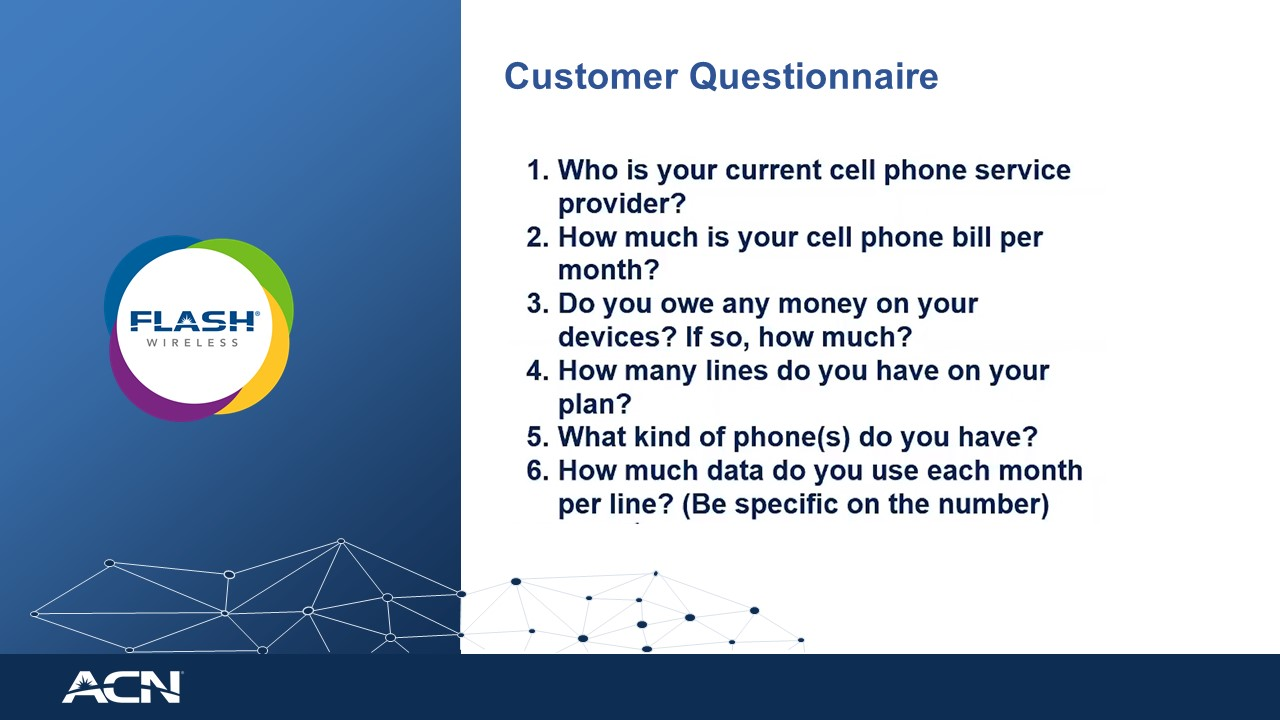 Customer Questionnaire
1. Who is your current cell phone service
provider?
2. How much is your cell phone bill per
month?
3. Do you owe any money on your
devices? If so, how much?
4. How many lines do you have on your
plan?
5. What kind of phone(s) do you have?
6. How much data do you use each month
per line? (Be specific on the number)
FLASH®
WIRELESS
ACN